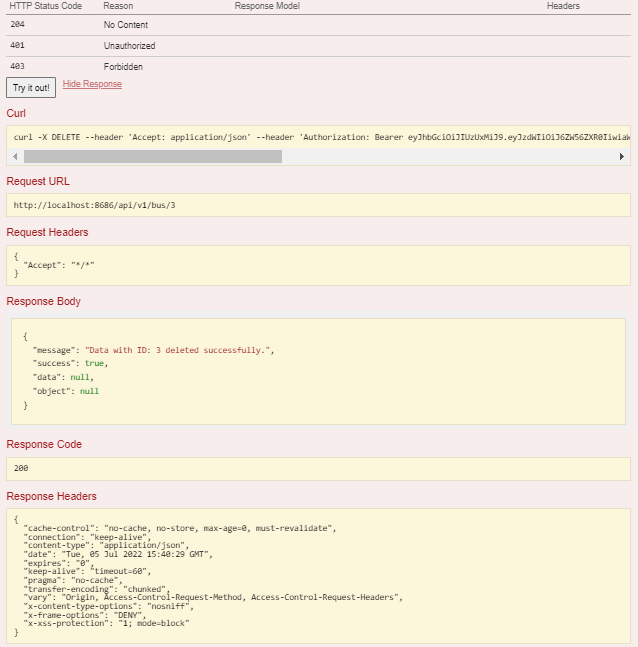 HTTP Status Code Reason Response Model Headers
204 No Content
401 Unauthorized
403 Forbidden
Try it out! Hide Response
Curl
curl -X DELETE --header 'Accept: application/json' --header 'Authorization: Bearer
Request URL
http://localhost:8686/api/v1/bus/3
Request Headers
{
"Accept": "*/*"
}
Response Body
{
"message": "Data with ID: 3 deleted successfully.",
"success": true,
"data": null,
"object": null
}
Response Code
200
Response Headers
{
"cache-control": "no-cache, no-store, max-age=0, must-revalidate",
"connection": "keep-alive",
"content-type": "application/json",
"date": "Tue, 05 Jul 2022 15:40:29 GMT",
"expires": "0",
"keep-alive": "timeout=60",
"pragma": "no-cache",
"transfer-encoding": "chunked",
"vary": "Origin, Access-Control-Request-Method, Access-Control-Request-Headers",
"x-content-type-options": "nosniff",
"x-frame-options": "DENY",
"x-xss-protection": "1; mode=block"
}